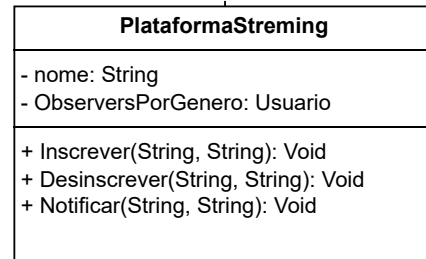 PlataformaStreming
- nome: String
- ObserversPorGenero: Usuario
+ Inscrever(String, String): Void
+ Desinscrever(String, String): Void
+ Notificar(String, String): Void